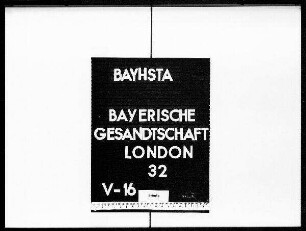 BAYHSTA
BAYERISCHE
GESANDTSCHAFT
LONDON
32
V-16